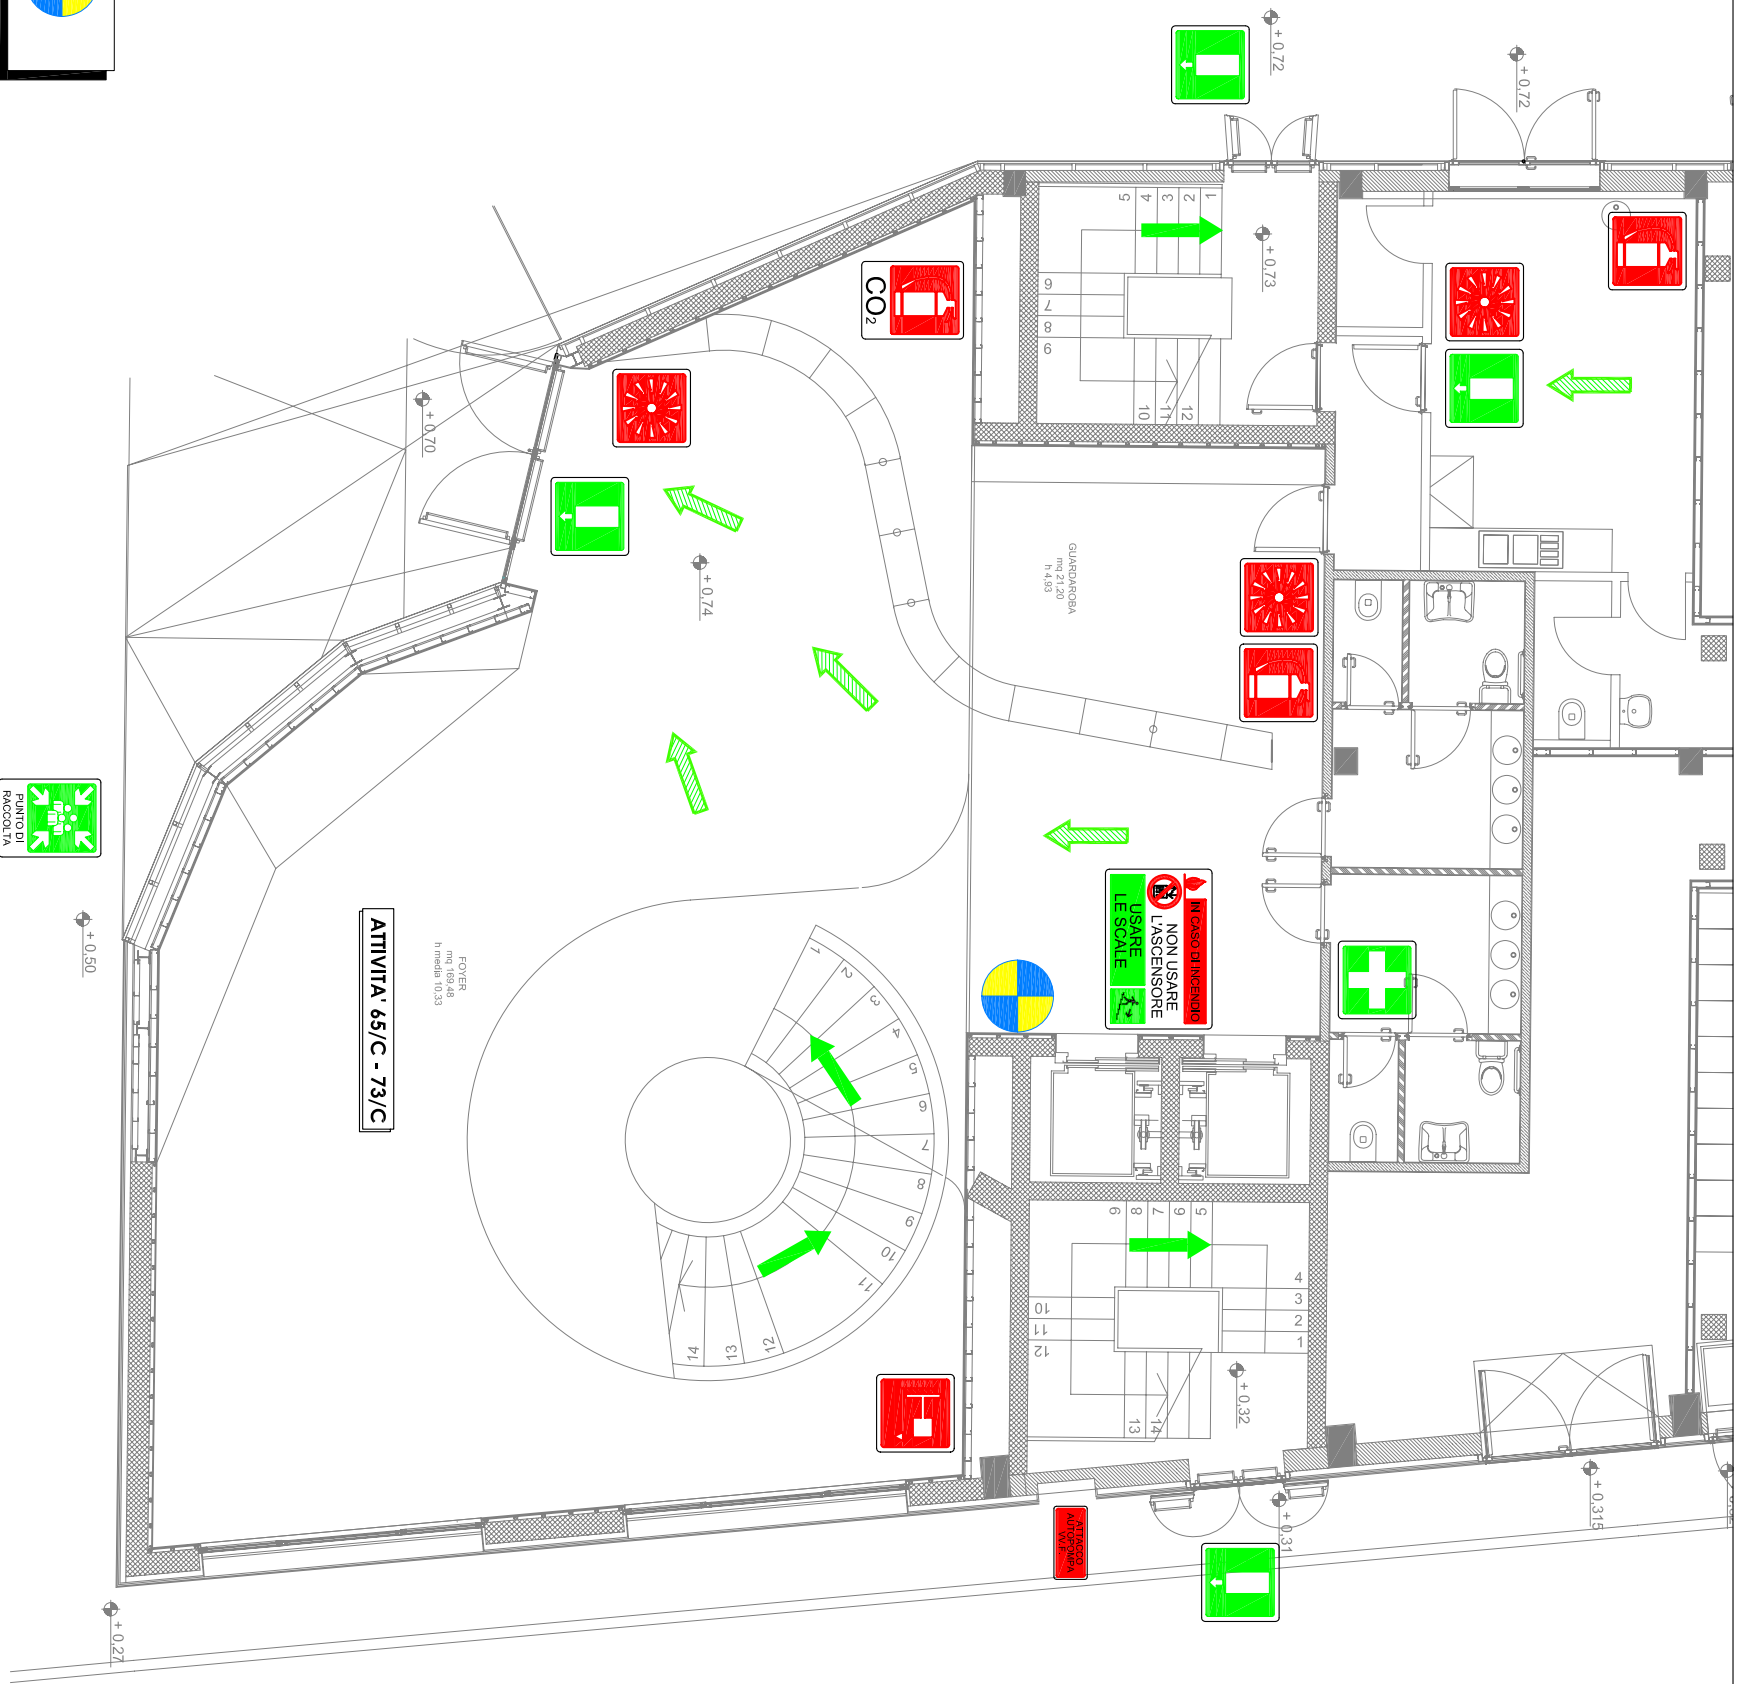 + 0,72
+ 0,72
+ 0,73
1
2
3
4
5
6
7
8
9
10
11
12
CO₂
+ 0,70
+ 0,74
GUARDAROBA
mq 21,20
h 4,93
PUNTO DI
RACCOLTA
+ 0,50
IN CASO DI INCENDIO
NON USARE
L'ASCENSORE
USARE
LE SCALE
ATTIVITA' 65/C - 73/C
FOYER
mq 169,48
h media 10,33
1
2
3
4
5
6
7
8
9
10
11
12
13
14
1
2
3
4
5
6
7
8
9
10
11
12
13
14
+ 0,32
+ 0,315
+ 0,31
ATTACCO
AUTOPOMPA
VV.F.
+ 0,27